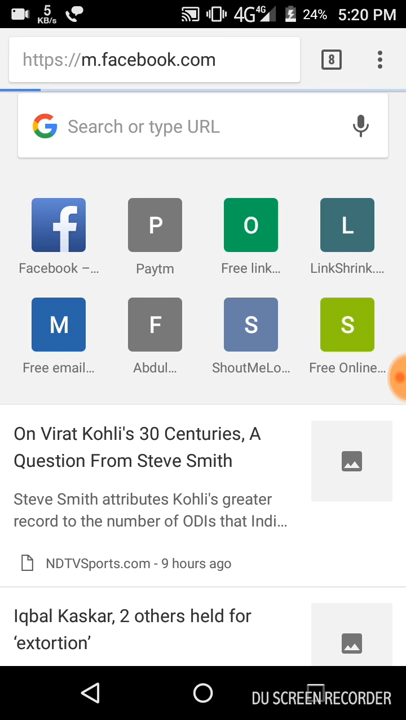 5
KB/s
4G 4G
24%
5:20 PM
https://m.facebook.com
8
G
Search or type URL
f
P
O
L
Facebook –...
Paytm
Free link...
LinkShrink....
M
F
S
S
Free email...
Abdul...
ShoutMeLo...
Free Online...
On Virat Kohli's 30 Centuries, A
Question From Steve Smith
Steve Smith attributes Kohli's greater
record to the number of ODIs that Indi...
NDTVSports.com - 9 hours ago
Iqbal Kaskar, 2 others held for
‘extortion’
DU SCREEN RECORDER